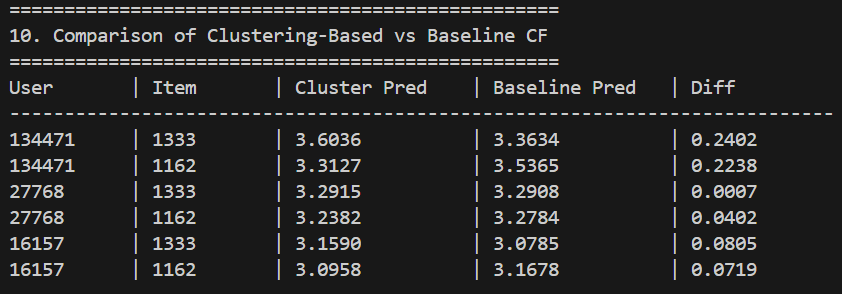 ==================================================
10. Comparison of Clustering-Based vs Baseline CF
==================================================
User | Item | Cluster Pred | Baseline Pred | Diff
---------------------------------------------------------------------------
134471 | 1333 | 3.6036 | 3.3634 | 0.2402
134471 | 1162 | 3.3127 | 3.5365 | 0.2238
27768 | 1333 | 3.2915 | 3.2908 | 0.0007
27768 | 1162 | 3.2382 | 3.2784 | 0.0402
16157 | 1333 | 3.1590 | 3.0785 | 0.0805
16157 | 1162 | 3.0958 | 3.1678 | 0.0719